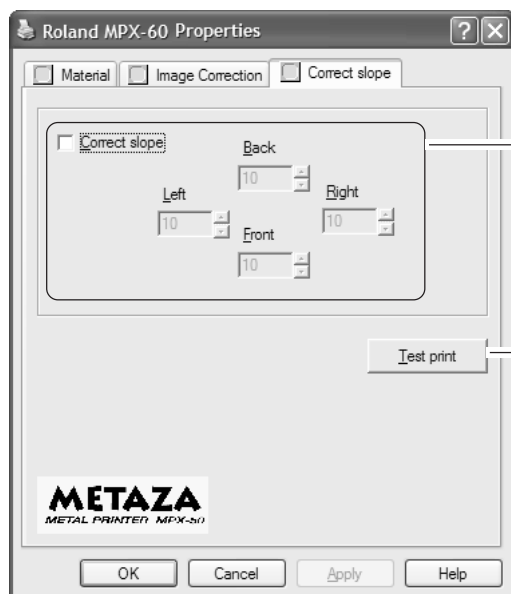 Roland MPX-60 Properties
Material Image Correction Correct slope
Correct slope
Back
10
Left
10
Right
10
Front
10
Test print
METAZA
METAL PRINTER MPX-60
OK Cancel Apply Help